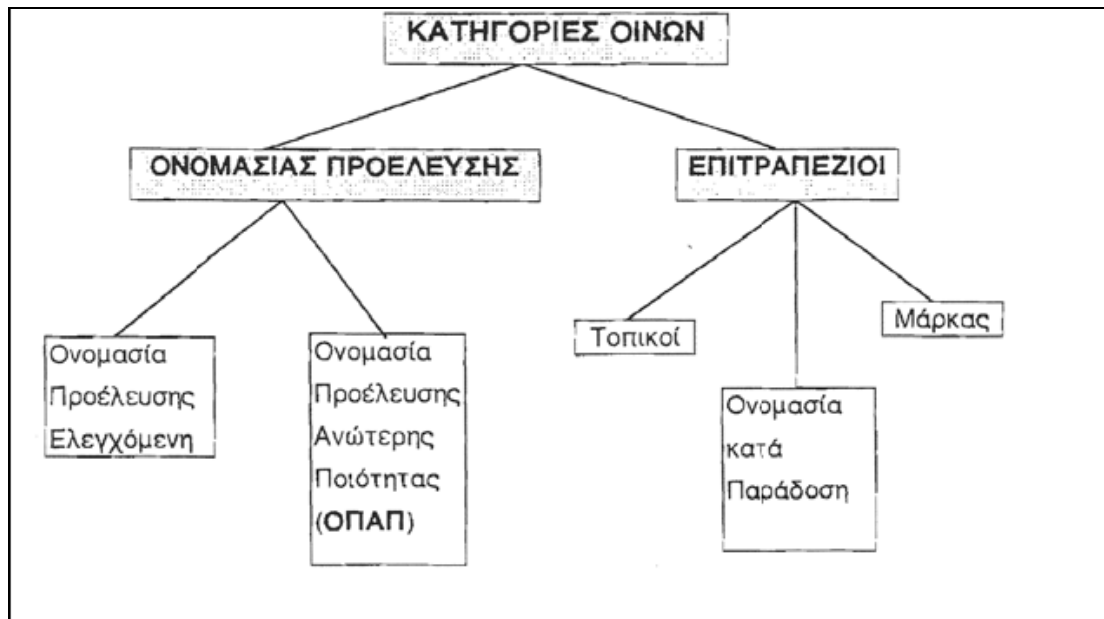 ΚΑΤΗΓΟΡΙΕΣ ΟΙΝΩΝ
ΟΝΟΜΑΣΙΑΣ ΠΡΟΕΛΕΥΣΗΣ
ΕΠΙΤΡΑΠΕΖΙΟΙ
Ονομασία
Προέλευσης
Ελεγχόμενη
Ονομασία
Προέλευσης
Ανώτερης
Ποιότητας
(ΟΠΑΠ)
Τοπικοί
Ονομασία
κατά
Παράδοση
Μάρκας